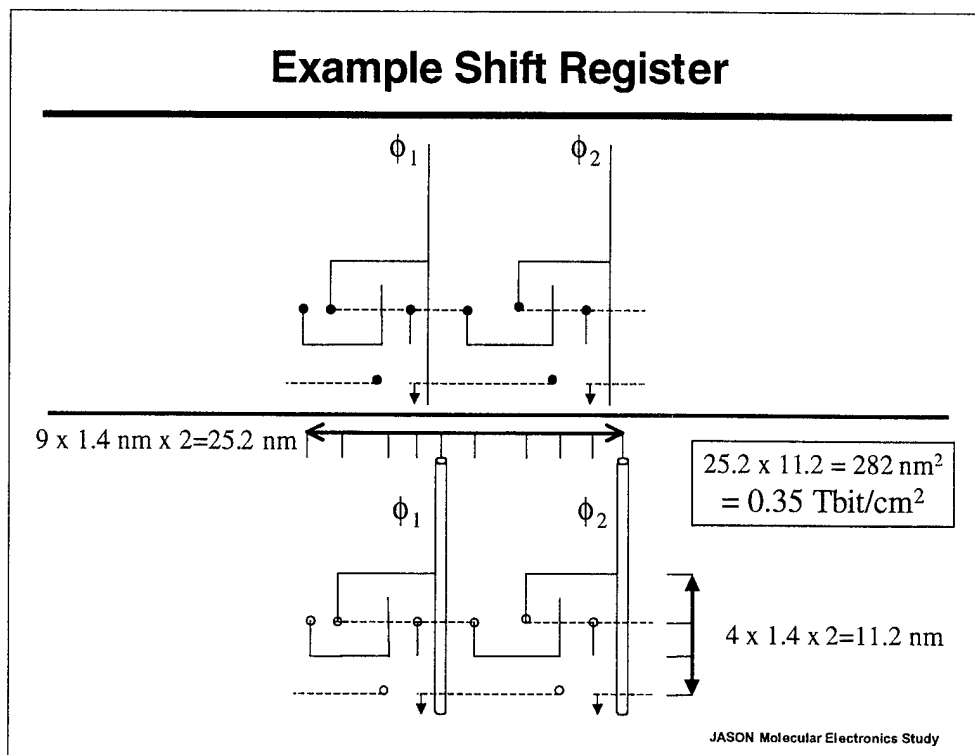 Example Shift Register
ϕ₁
ϕ₂
9 x 1.4 nm x 2=25.2 nm
25.2 x 11.2 = 282 nm²
= 0.35 Tbit/cm²
ϕ₁
ϕ₂
4 x 1.4 x 2=11.2 nm
JASON Molecular Electronics Study